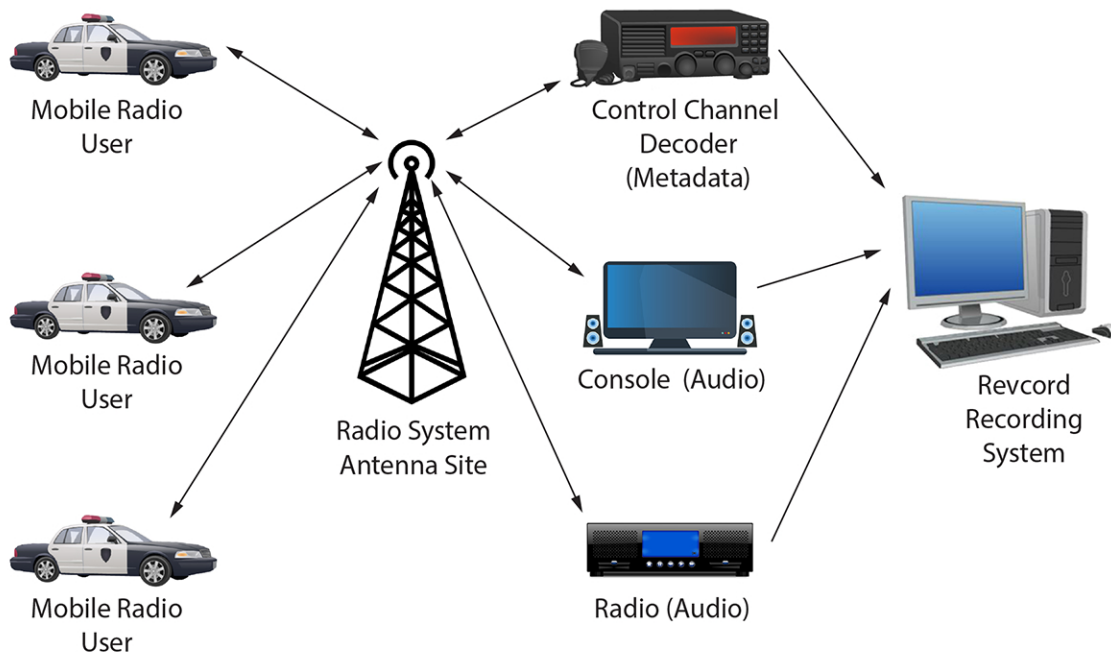 Mobile Radio
User
Control Channel
Decoder
(Metadata)
Mobile Radio
User
Console (Audio)
Radio System
Antenna Site
Revcord
Recording
System
Mobile Radio
User
Radio (Audio)